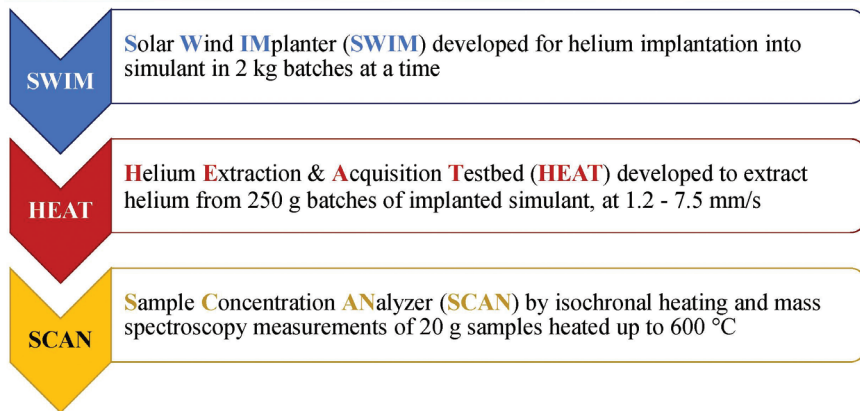 SWIM
Solar Wind IMplanter (SWIM) developed for helium implantation into
simulant in 2 kg batches at a time
HEAT
Helium Extraction & Acquisition Testbed (HEAT) developed to extract
helium from 250 g batches of implanted simulant, at 1.2 - 7.5 mm/s
SCAN
Sample Concentration ANalyzer (SCAN) by isochronal heating and mass
spectroscopy measurements of 20 g samples heated up to 600 °C